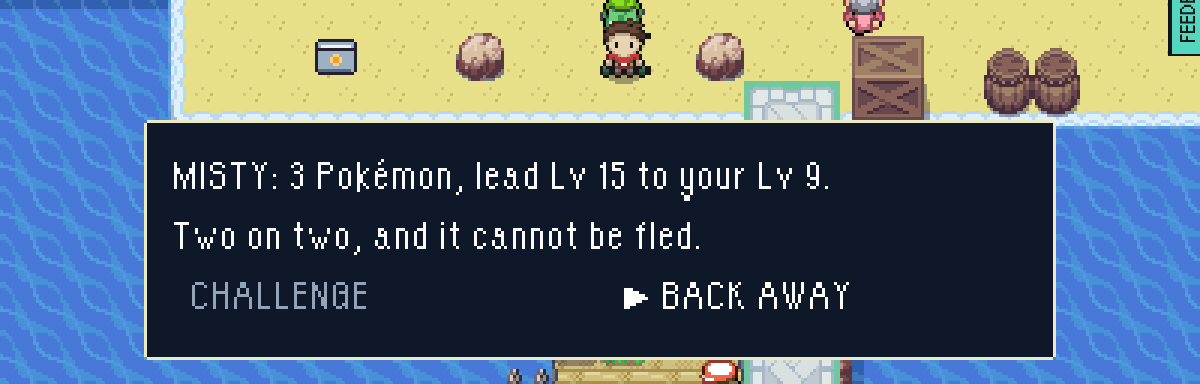 FEEDE
MISTY: 3 Pokémon, lead Lv 15 to your Lv 9.
Two on two, and it cannot be fled.
CHALLENGE
▶ BACK AWAY